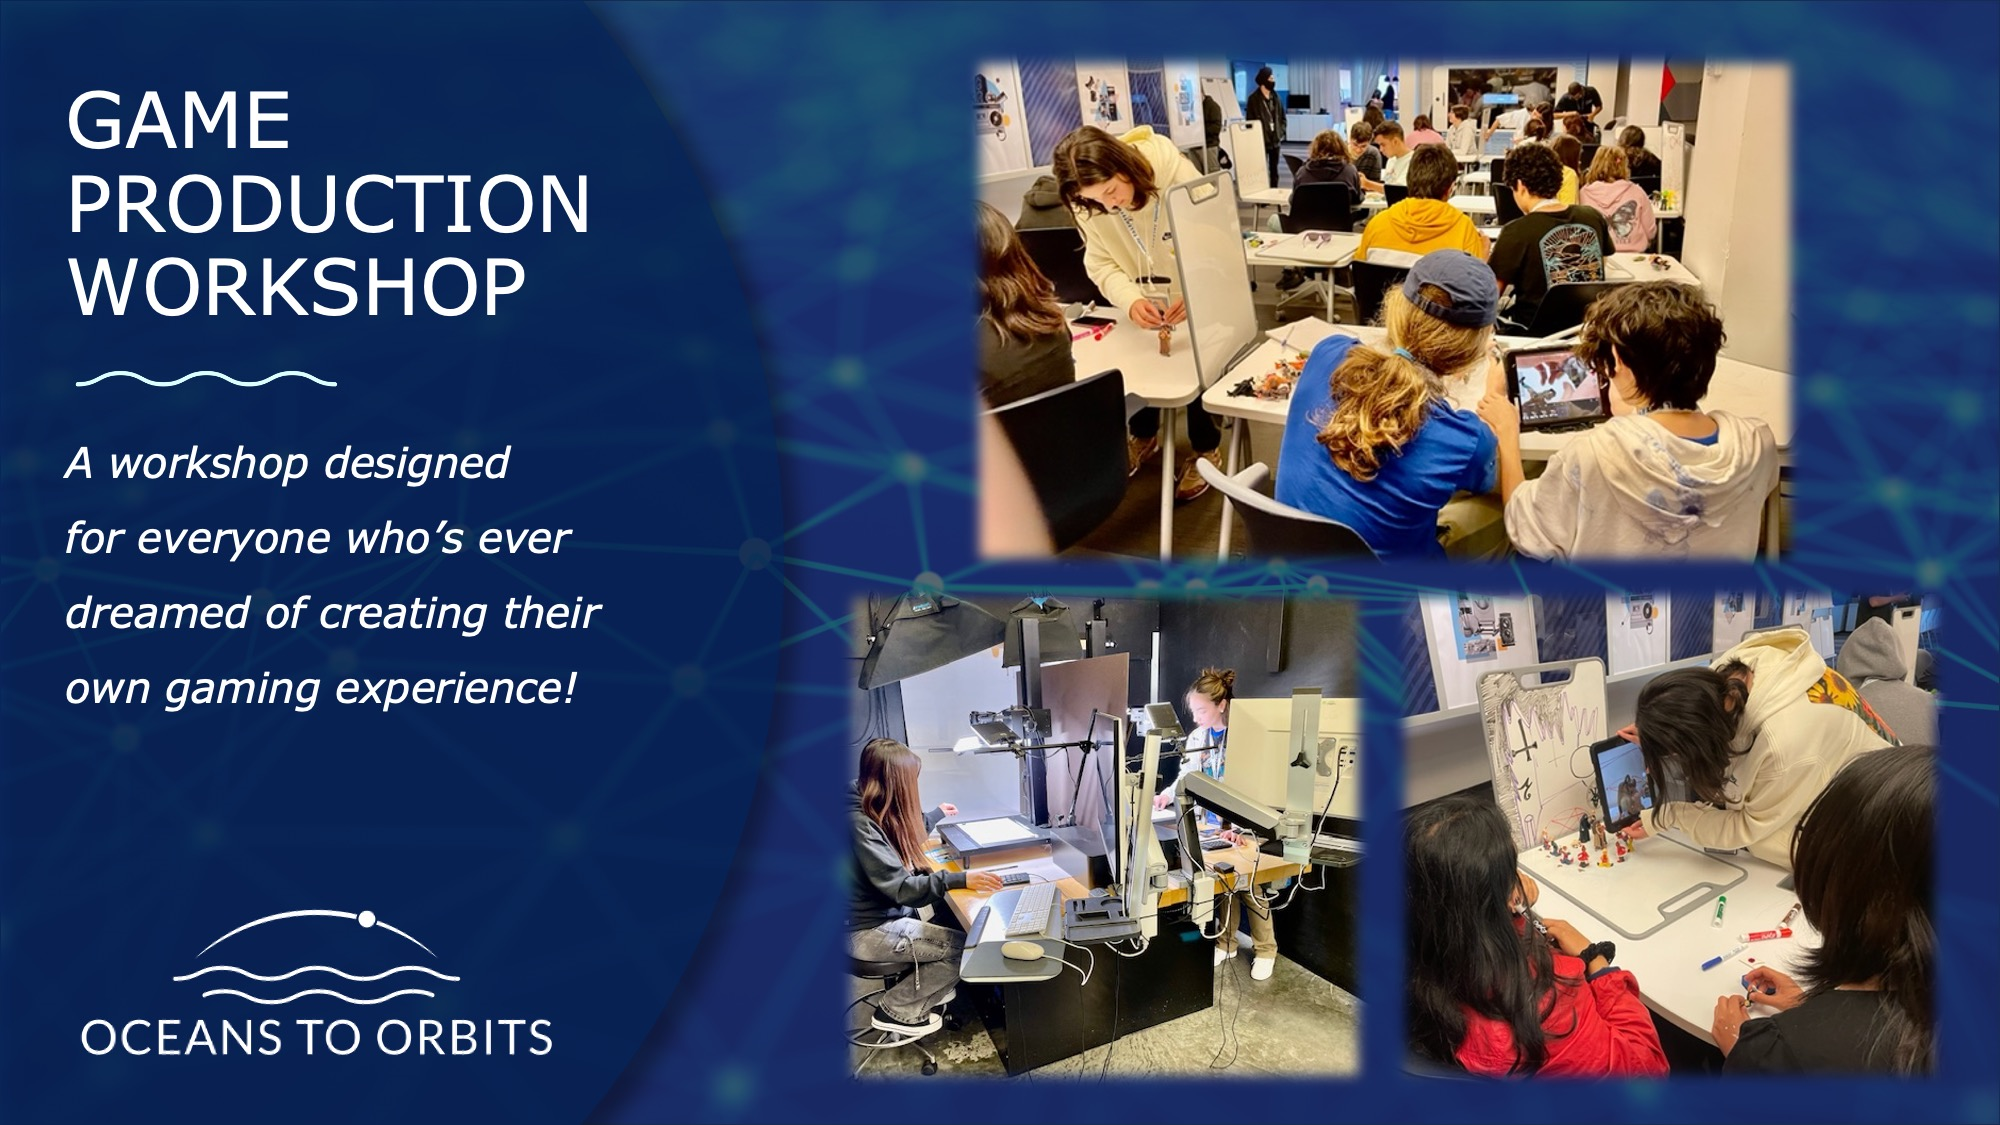 GAME
PRODUCTION
WORKSHOP
A workshop designed
for everyone who’s ever
dreamed of creating their
own gaming experience!
OCEANS TO ORBITS